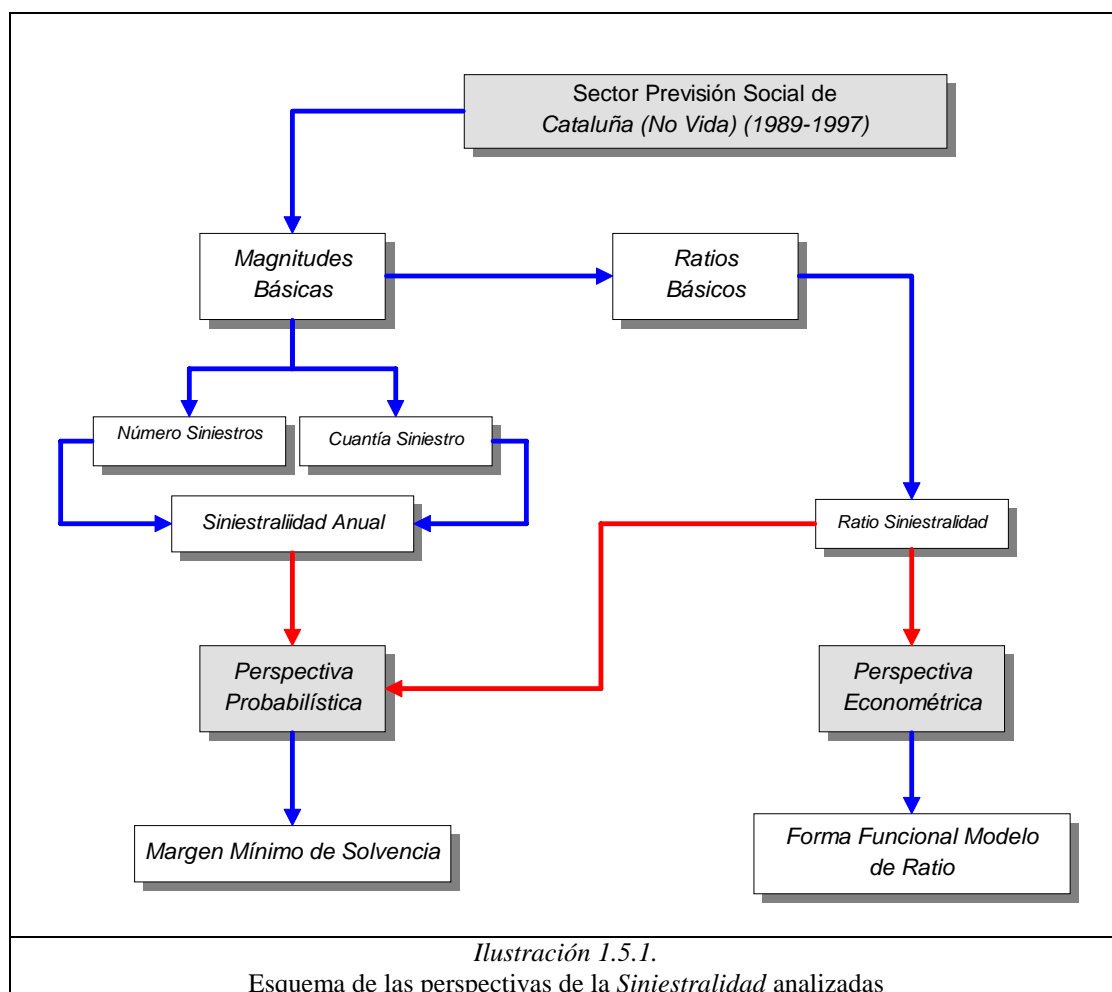 Sector Previsión Social de
Cataluña (No Vida) (1989-1997)
Magnitudes
Básicas
Ratios
Básicos
Número Siniestros
Cuantía Siniestro
Siniestraliidad Anual
Ratio Siniestralidad
Perspectiva
Probabilística
Perspectiva
Econométrica
Margen Mínimo de Solvencia
Forma Funcional Modelo
de Ratio
Ilustración 1.5.1.
Esquema de las perspectivas de la Siniestralidad analizadas